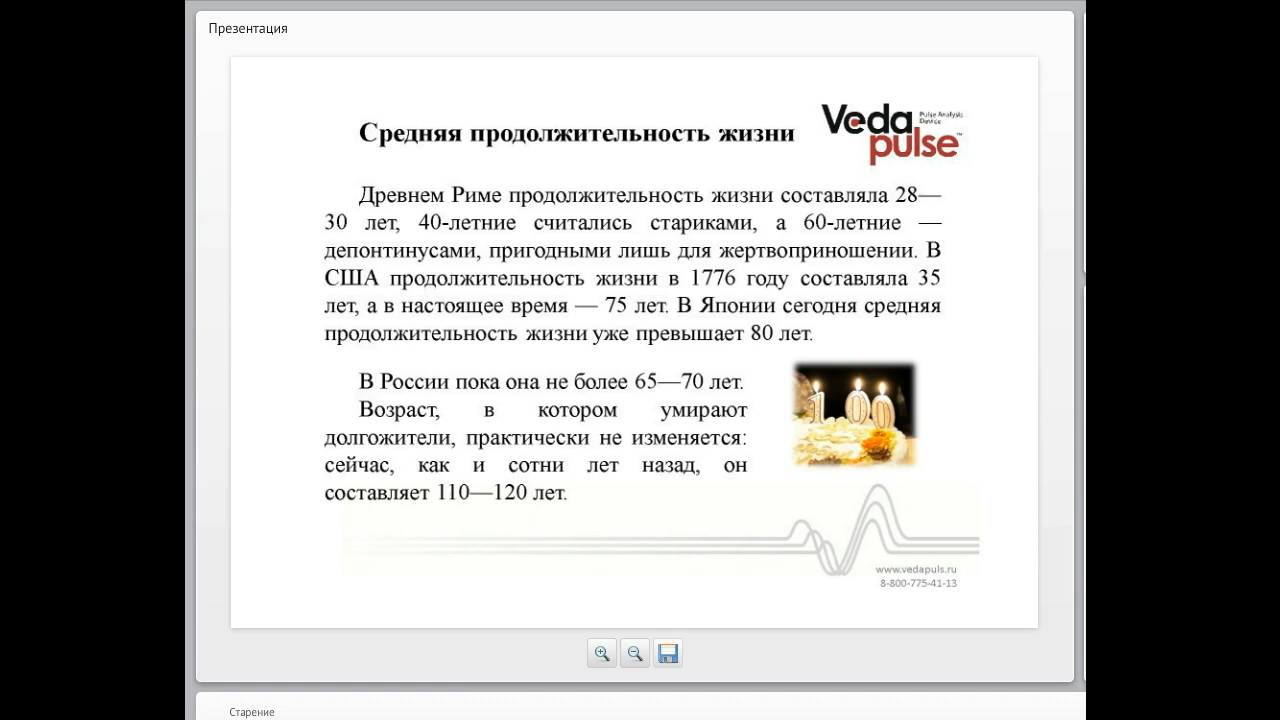 Презентация
Средняя продолжительность жизни
Veda
Pulse Analysis
Device
pulse™
Древнем Риме продолжительность жизни составляла 28—
30 лет, 40-летние считались стариками, а 60-летние —
депонтинусами, пригодными лишь для жертвоприношении. В
США продолжительность жизни в 1776 году составляла 35
лет, а в настоящее время — 75 лет. В Японии сегодня средняя
продолжительность жизни уже превышает 80 лет.
В России пока она не более 65—70 лет.
Возраст, в котором умирают
долгожители, практически не изменяется:
сейчас, как и сотни лет назад, он
составляет 110—120 лет.
100
www.vedapuls.ru
8-800-775-41-13
Старение